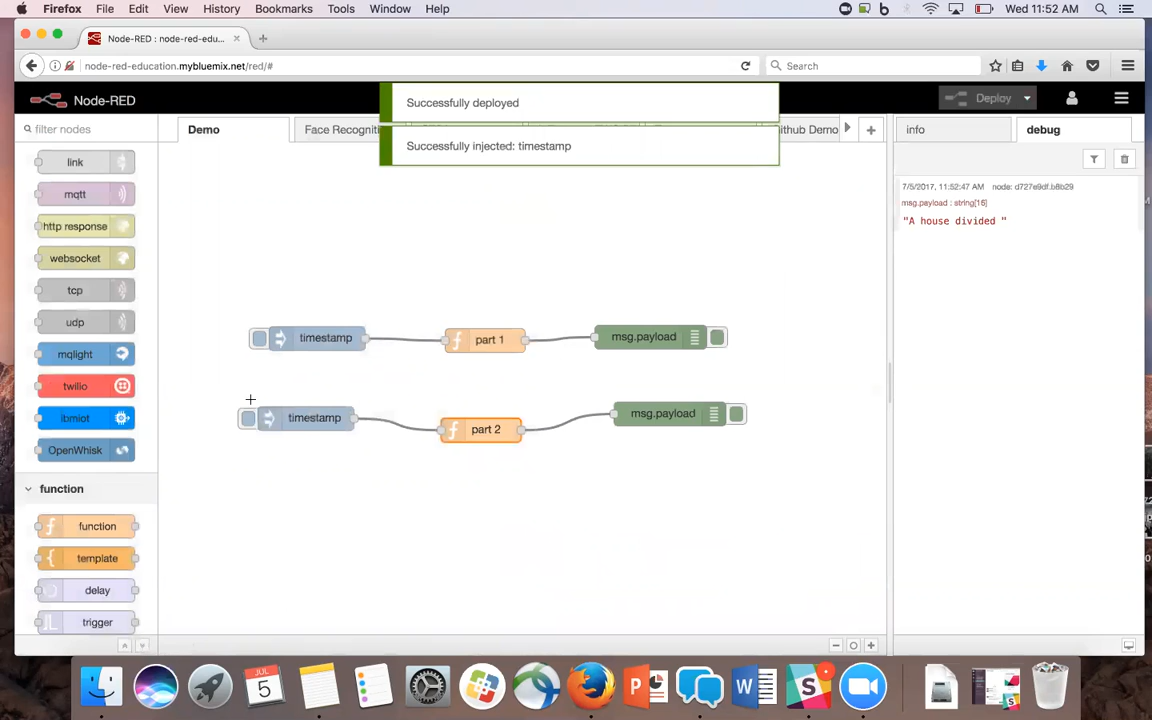 Firefox File Edit View History Bookmarks Tools Window Help Wed 11:52 AM
Node-RED : node-red-edu...
node-red-education.mybluemix.net/red/#
Search
Node-RED
Successfully deployed
Deploy
filter nodes
Demo
Face Recogniti
Github Demo
info
debug
Successfully injected: timestamp
link
mqtt
http response
websocket
tcp
udp
mqlight
twilio
ibmiot
OpenWhisk
function
function
template
delay
trigger
timestamp
part 1
msg.payload
timestamp
part 2
msg.payload
7/5/2017, 11:52:47 AM node: d727e9df.b8b29
msg.payload : string[16]
"A house divided "
JUL
5